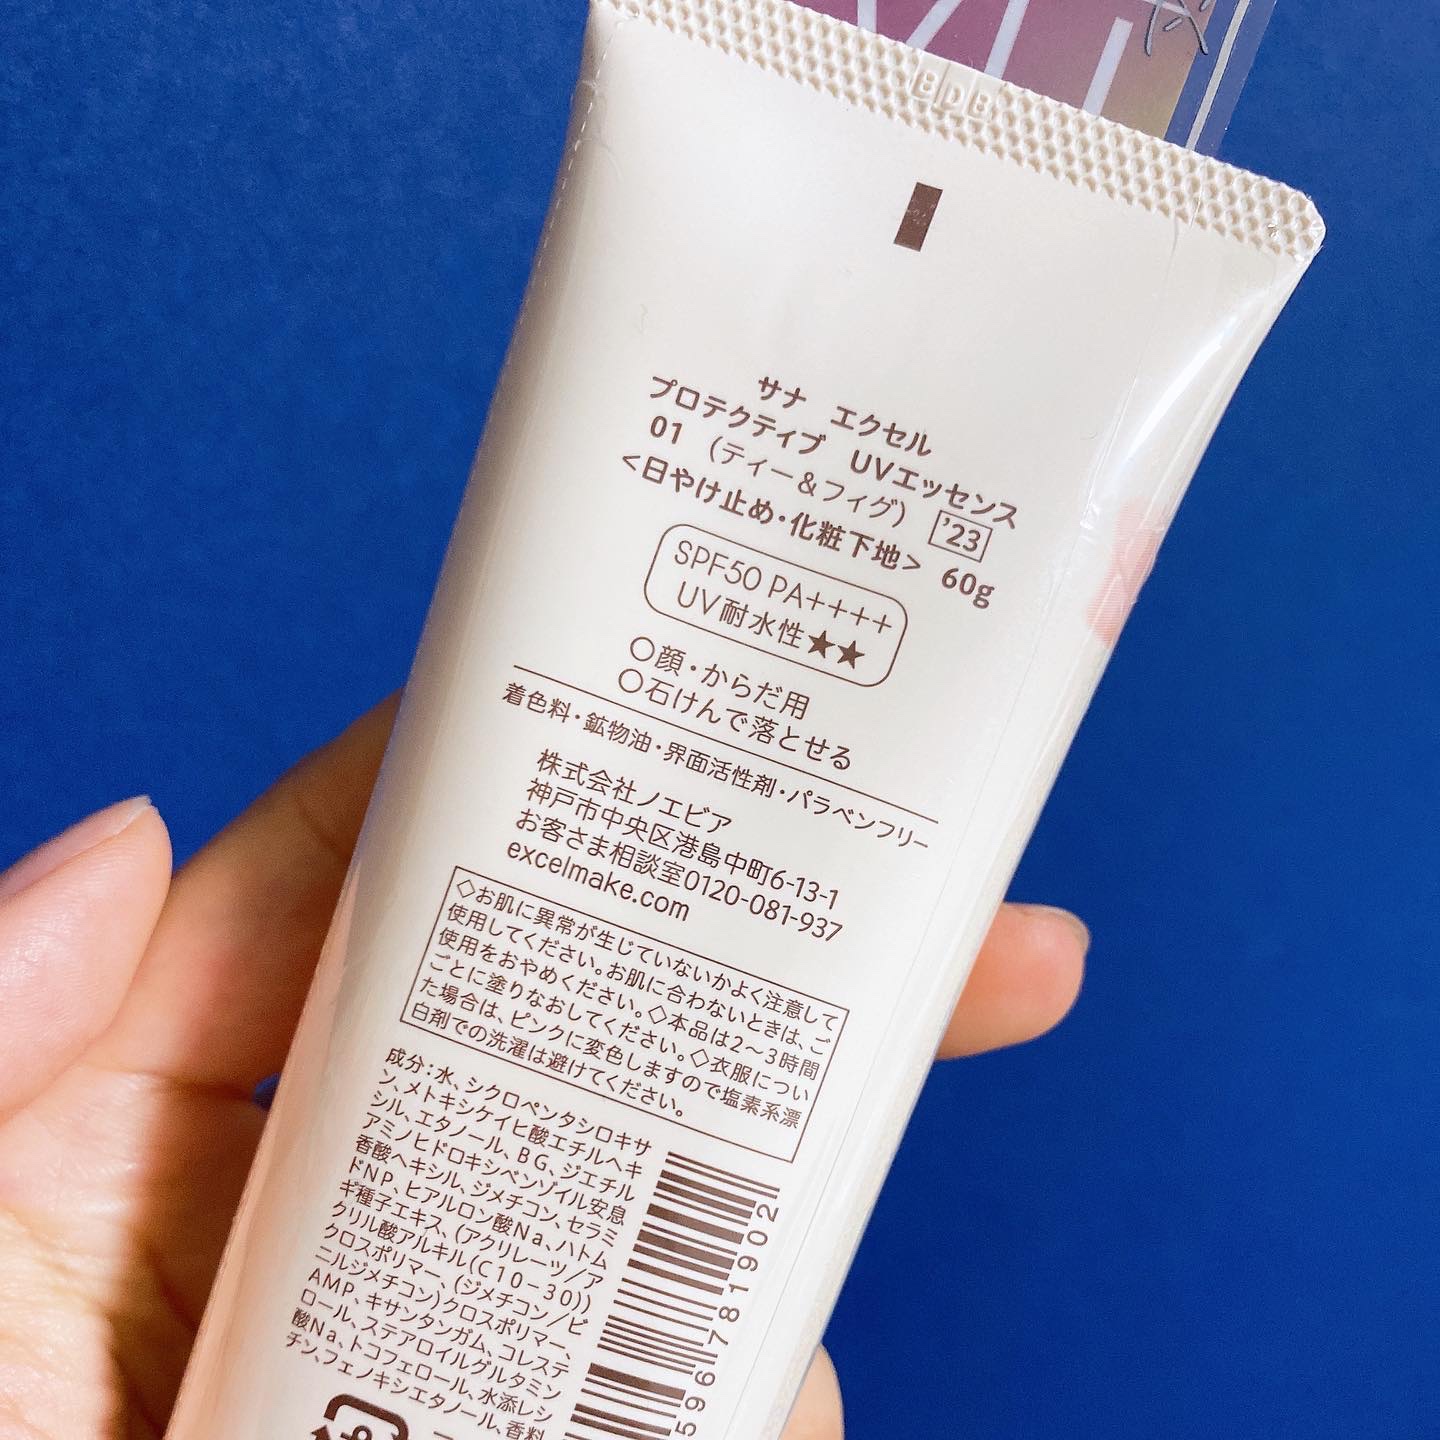 BDB
サナ エクセル
プロテクティブ UVエッセンス
01 (ティー&フィグ) '23
<日やけ止め・化粧下地> 60g
SPF50 PA++++
UV耐水性★★
○顔・からだ用
○石けんで落とせる
着色料・鉱物油・界面活性剤・パラベンフリー
株式会社ノエビア
神戸市中央区港島中町6-13-1
お客さま相談室0120-081-937
excelmake.com
◇お肌に異常が生じていないかよく注意して
使用してください。お肌に合わないときは、ご
使用をおやめください。◇本品は2〜3時間
ごとに塗りなおしてください。◇衣服につい
た場合は、ピンクに変色しますので塩素系漂
白剤での洗濯は避けてください。
成分:水、シクロペンタシロキサ
ン、メトキシケイヒ酸エチルヘキ
シル、エタノール、BG、ジエチル
アミノヒドロキシベンゾイル安息
香酸ヘキシル、ジメチコン、セラミ
ドNP、ヒアルロン酸Na、ハトム
ギ種子エキス、(アクリレーツ/ア
クリル酸アルキル(C10-30))
クロスポリマー、(ジメチコン/ビ
ニルジメチコン)クロスポリマー、
AMP、キサンタンガム、コレステ
ロール、ステアロイルグルタミン
酸Na、トコフェロール、水添レシ
チン、フェノキシエタノール、香料
596781902